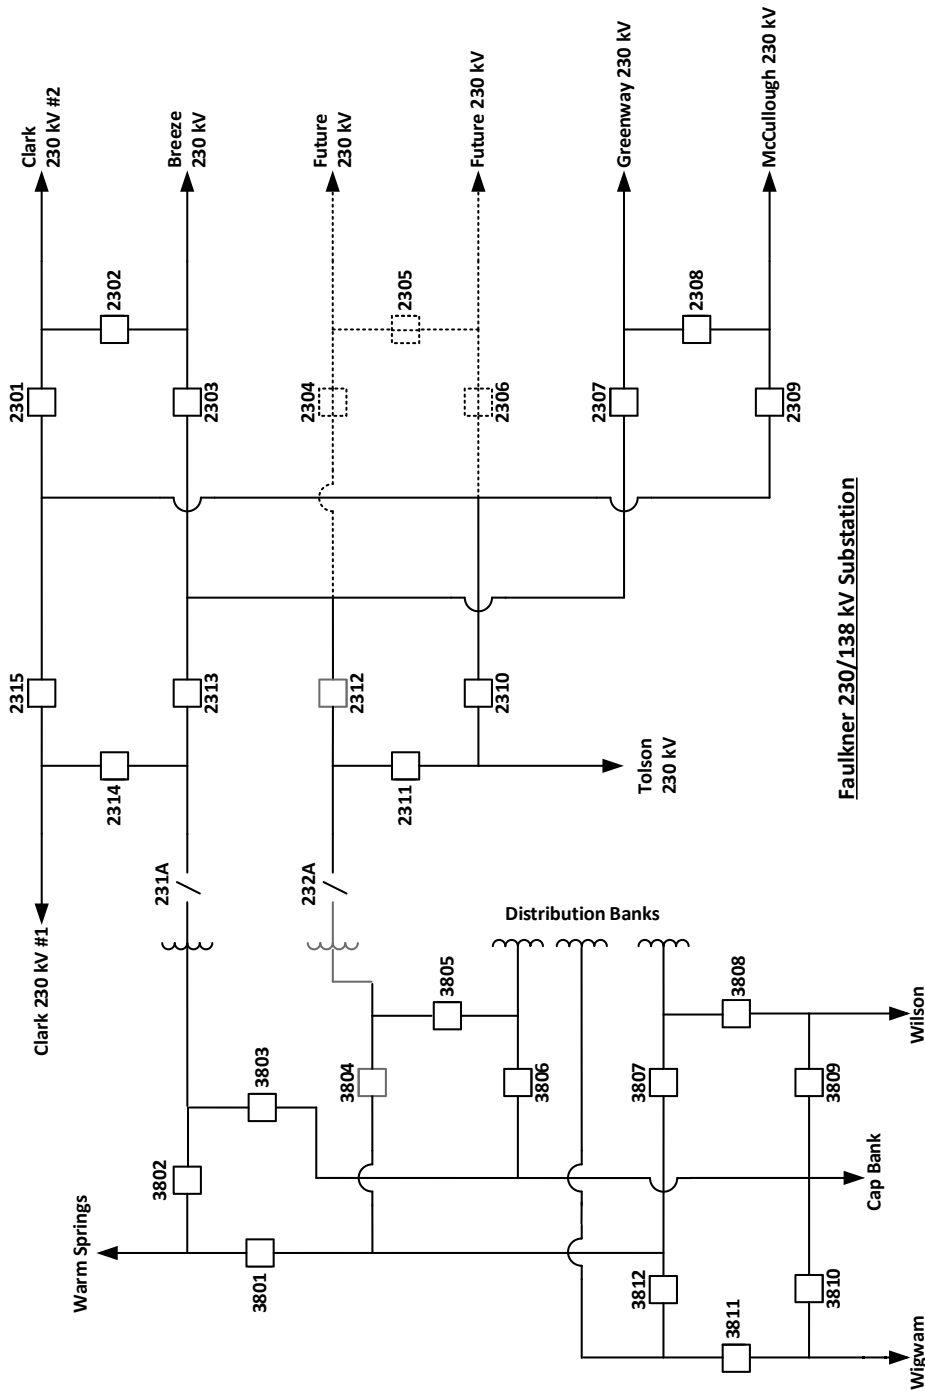 Clark
230 kV #2
Breeze
230 kV
Future
230 kV
Future 230 kV
Greenway 230 kV
McCullough 230 kV
2301
2302
2303
2304
2305
2306
2307
2308
2309
2315
2314
2313
2312
2311
2310
Tolson
230 kV
Clark 230 kV #1
231A
232A
Distribution Banks
3805
3808
3803
3804
3806
3807
3809
3802
3801
3812
3811
3810
Warm Springs
Wilson
Cap Bank
Wigwam
Faulkner 230/138 kV Substation